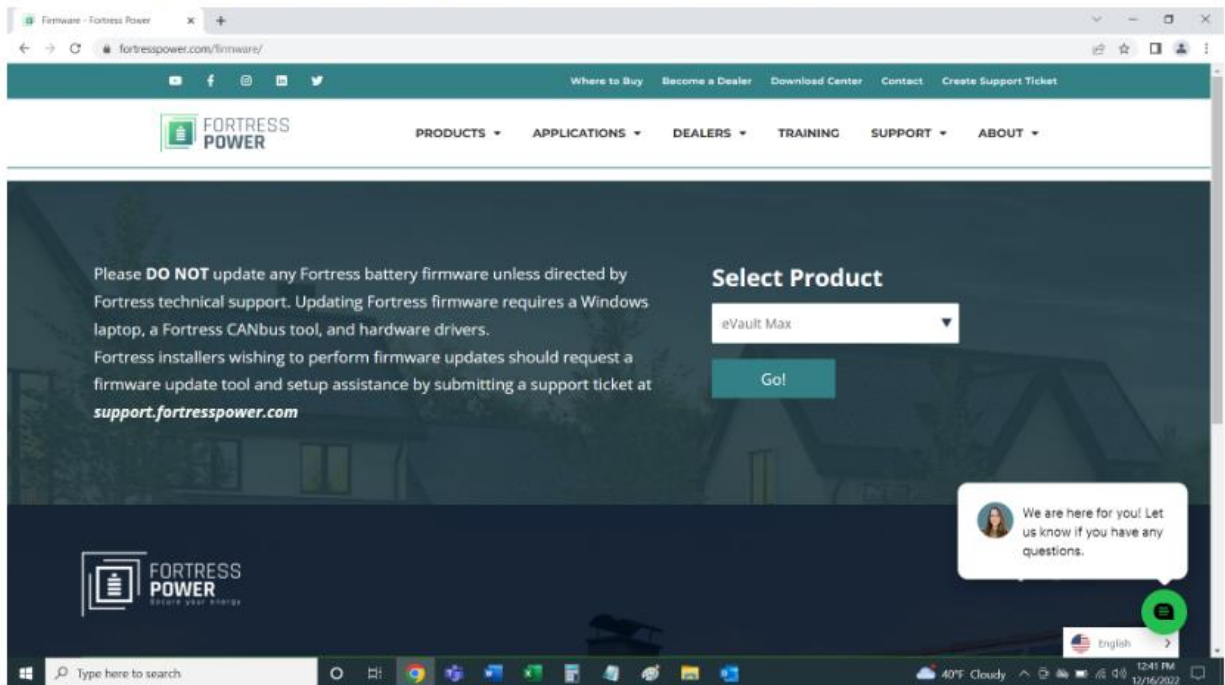 Firmware - Fortress Power
fortresspower.com/firmware/
Where to Buy Become a Dealer Download Center Contact Create Support Ticket
FORTRESS
POWER
PRODUCTS APPLICATIONS DEALERS TRAINING SUPPORT ABOUT
Please DO NOT update any Fortress battery firmware unless directed by
Fortress technical support. Updating Fortress firmware requires a Windows
laptop, a Fortress CANbus tool, and hardware drivers.
Fortress installers wishing to perform firmware updates should request a
firmware update tool and setup assistance by submitting a support ticket at
support.fortresspower.com
Select Product
eVault Max
Go!
We are here for you! Let
us know if you have any
questions.
FORTRESS
POWER
Secure your energy
English
Type here to search
40°F Cloudy
12:41 PM
12/16/2022